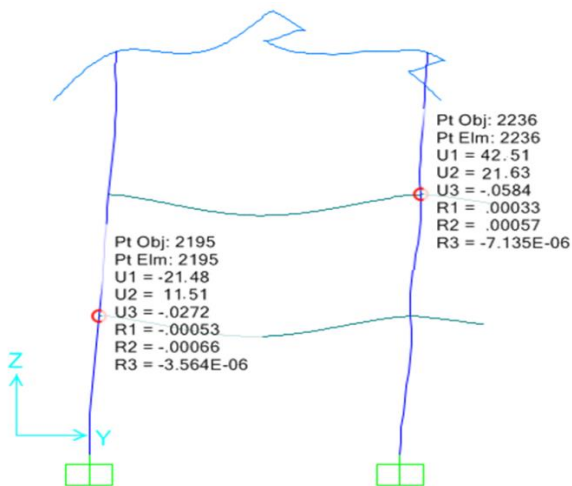 Pt Obj: 2236
Pt Elm: 2236
U1 = 42.51
U2 = 21.63
U3 = -.0584
R1 = .00033
R2 = .00057
R3 = -7.135E-06
Pt Obj: 2195
Pt Elm: 2195
U1 = -21.48
U2 = 11.51
U3 = -.0272
R1 = -.00053
R2 = -.00066
R3 = -3.564E-06
Z
Y